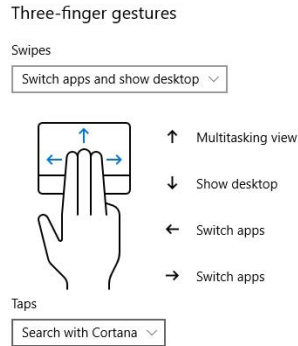 Three-finger gestures
Swipes
Switch apps and show desktop
Multitasking view
Show desktop
Switch apps
Switch apps
Taps
Search with Cortana